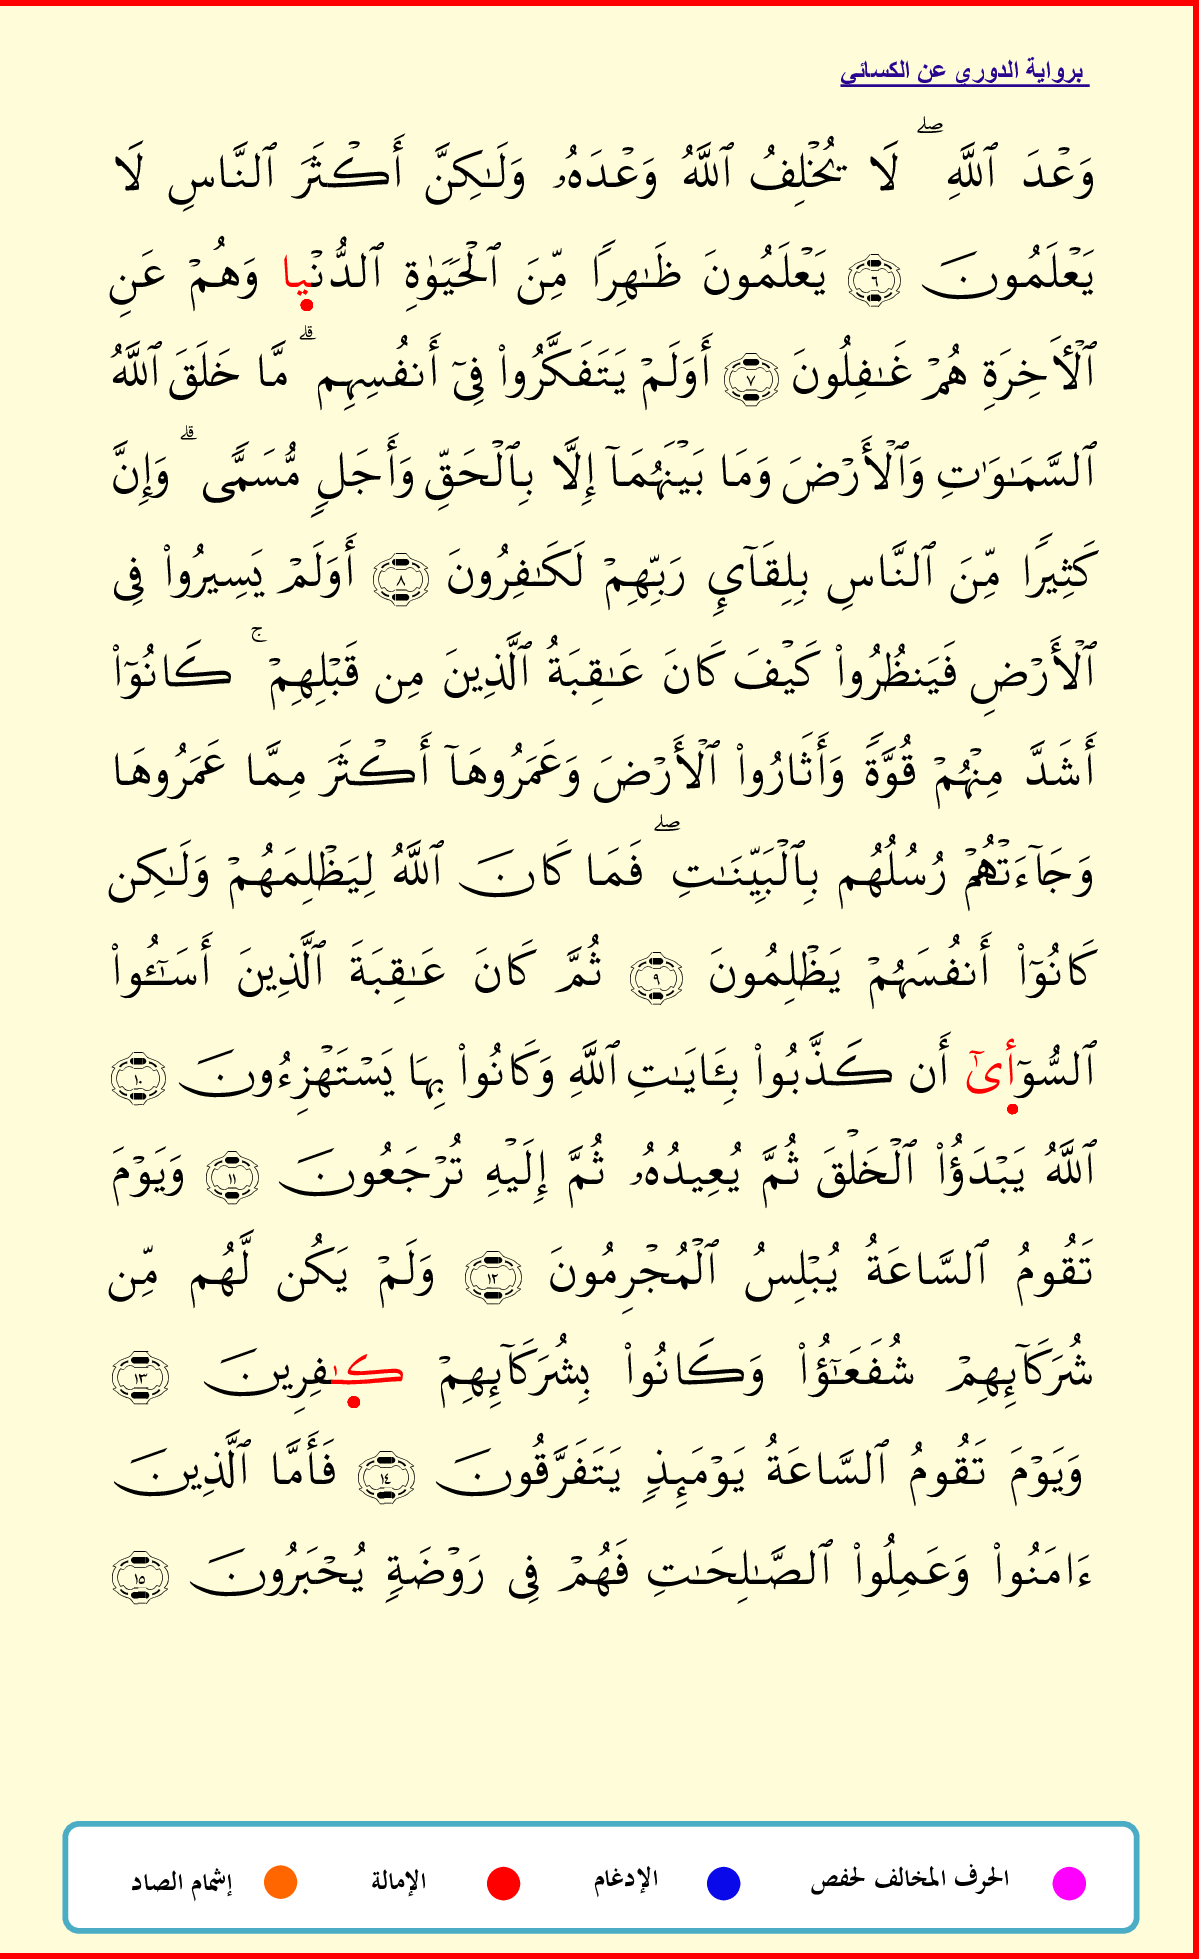 برواية الدوري عن الكسائي
وَعْدَ ٱللَّهِ ۖ لَا يُخْلِفُ ٱللَّهُ وَعْدَهُۥ وَلَٰكِنَّ أَكْثَرَ ٱلنَّاسِ لَا
يَعْلَمُونَ ٦ يَعْلَمُونَ ظَٰهِرًا مِّنَ ٱلْحَيَوٰةِ ٱلدُّنْيا وَهُمْ عَنِ
ٱلْأَخِرَةِ هُمْ غَٰفِلُونَ ٧ أَوَلَمْ يَتَفَكَّرُوا۟ فِىٓ أَنفُسِهِم ۗ مَّا خَلَقَ ٱللَّهُ
ٱلسَّمَٰوَٰتِ وَٱلْأَرْضَ وَمَا بَيْنَهُمَآ إِلَّا بِٱلْحَقِّ وَأَجَلٍ مُّسَمًّى ۗ وَإِنَّ
كَثِيرًا مِّنَ ٱلنَّاسِ بِلِقَآئِ رَبِّهِمْ لَكَٰفِرُونَ ٨ أَوَلَمْ يَسِيرُوا۟ فِى
ٱلْأَرْضِ فَيَنظُرُوا۟ كَيْفَ كَانَ عَٰقِبَةُ ٱلَّذِينَ مِن قَبْلِهِمْ ۚ كَانُوٓا۟
أَشَدَّ مِنْهُمْ قُوَّةً وَأَثَارُوا۟ ٱلْأَرْضَ وَعَمَرُوهَآ أَكْثَرَ مِمَّا عَمَرُوهَا
وَجَآءَتْهُمْ رُسُلُهُم بِٱلْبَيِّنَٰتِ ۖ فَمَا كَانَ ٱللَّهُ لِيَظْلِمَهُمْ وَلَٰكِن
كَانُوٓا۟ أَنفُسَهُمْ يَظْلِمُونَ ٩ ثُمَّ كَانَ عَٰقِبَةَ ٱلَّذِينَ أَسَٰٓـُٔوا۟
ٱلسُّوٓأىٰٓ أَن كَذَّبُوا۟ بِـَٔايَٰتِ ٱللَّهِ وَكَانُوا۟ بِهَا يَسْتَهْزِءُونَ ١٠
ٱللَّهُ يَبْدَؤُا۟ ٱلْخَلْقَ ثُمَّ يُعِيدُهُۥ ثُمَّ إِلَيْهِ تُرْجَعُونَ ١١ وَيَوْمَ
تَقُومُ ٱلسَّاعَةُ يُبْلِسُ ٱلْمُجْرِمُونَ ١٢ وَلَمْ يَكُن لَّهُم مِّن
شُرَكَآئِهِمْ شُفَعَٰٓؤُا۟ وَكَانُوا۟ بِشُرَكَآئِهِمْ كٰفِرِينَ ١٣
وَيَوْمَ تَقُومُ ٱلسَّاعَةُ يَوْمَئِذٍ يَتَفَرَّقُونَ ١٤ فَأَمَّا ٱلَّذِينَ
ءَامَنُوا۟ وَعَمِلُوا۟ ٱلصَّٰلِحَٰتِ فَهُمْ فِى رَوْضَةٍ يُحْبَرُونَ ١٥
الحرف المخالف لحفص الإدغام الإمالة إشمام الصاد